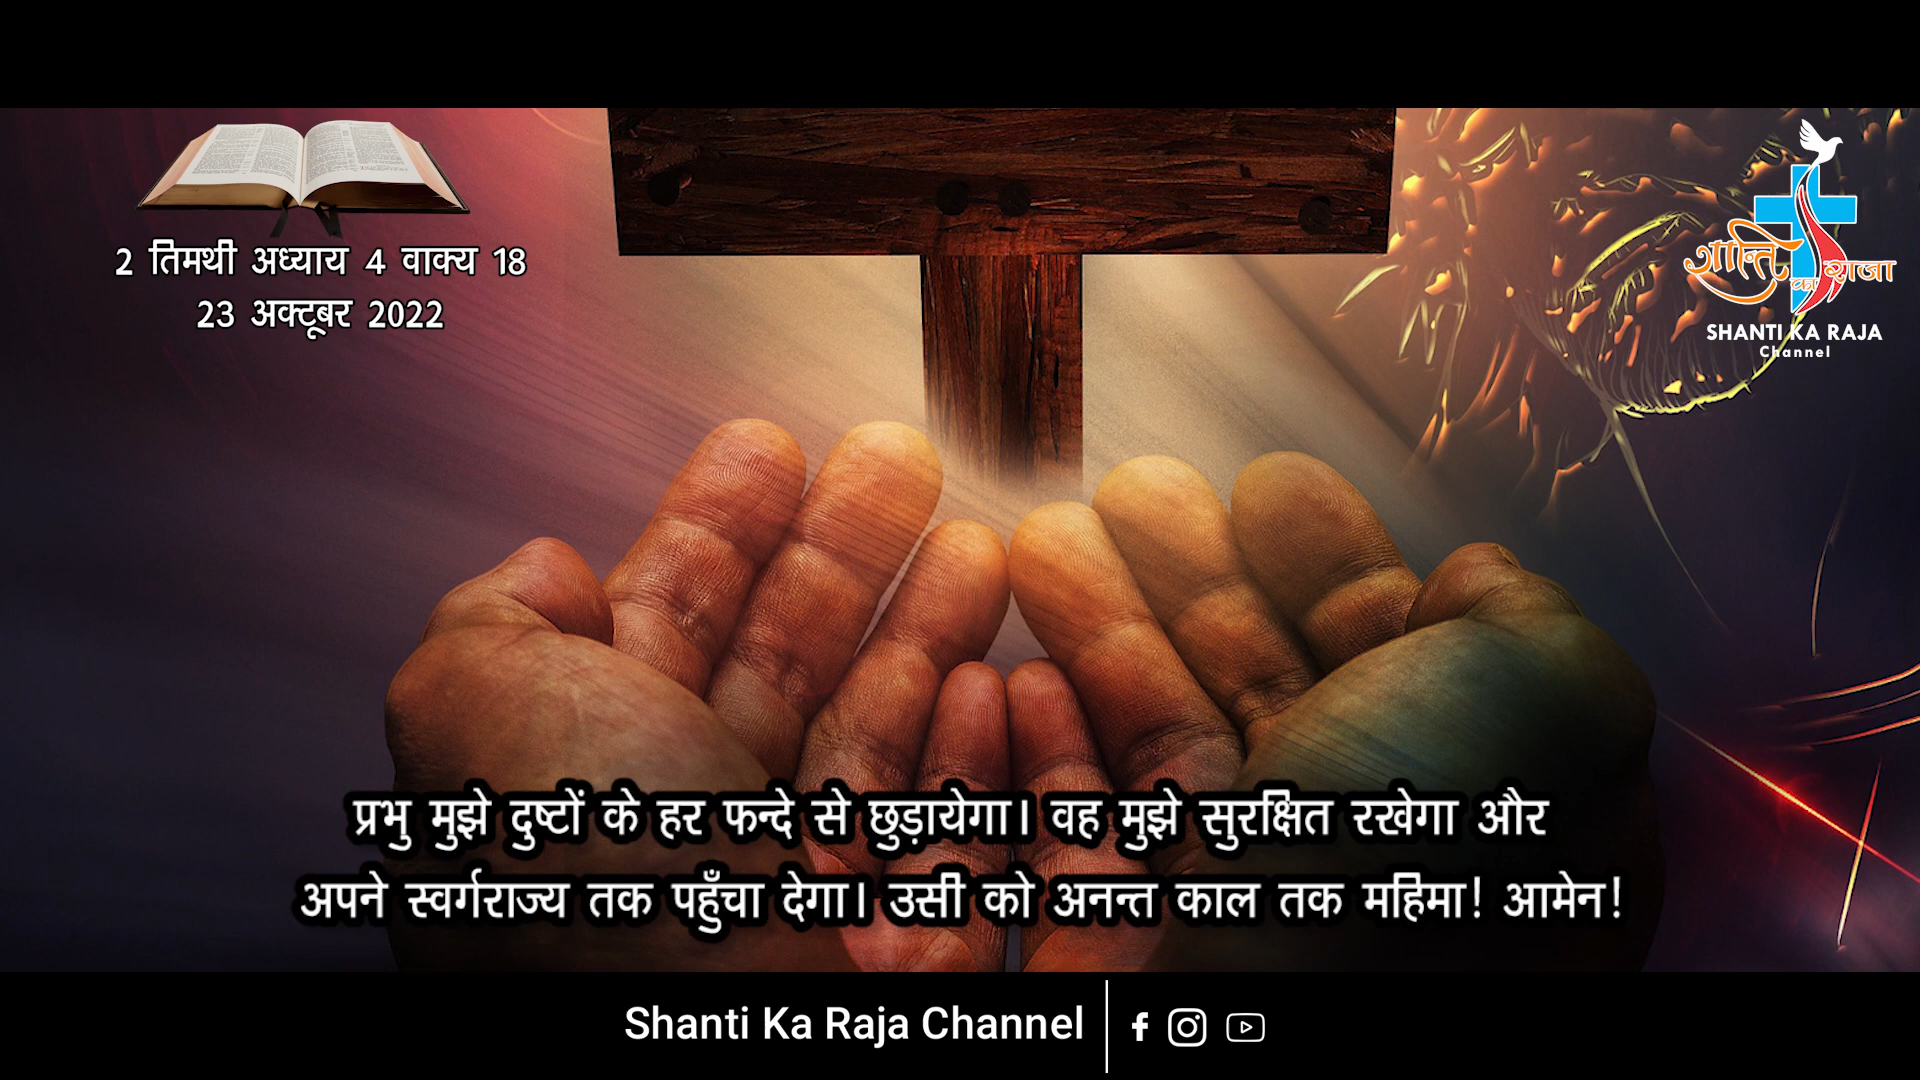 2 तिमथी अध्याय 4 वाक्य 18
23 अक्टूबर 2022
शान्ति का राजा
SHANTI KA RAJA
Channel
प्रभु मुझे दुष्टों के हर फन्दे से छुड़ायेगा। वह मुझे सुरक्षित रखेगा और
अपने स्वर्गराज्य तक पहुँचा देगा। उसी को अनन्त काल तक महिमा! आमेन!
Shanti Ka Raja Channel